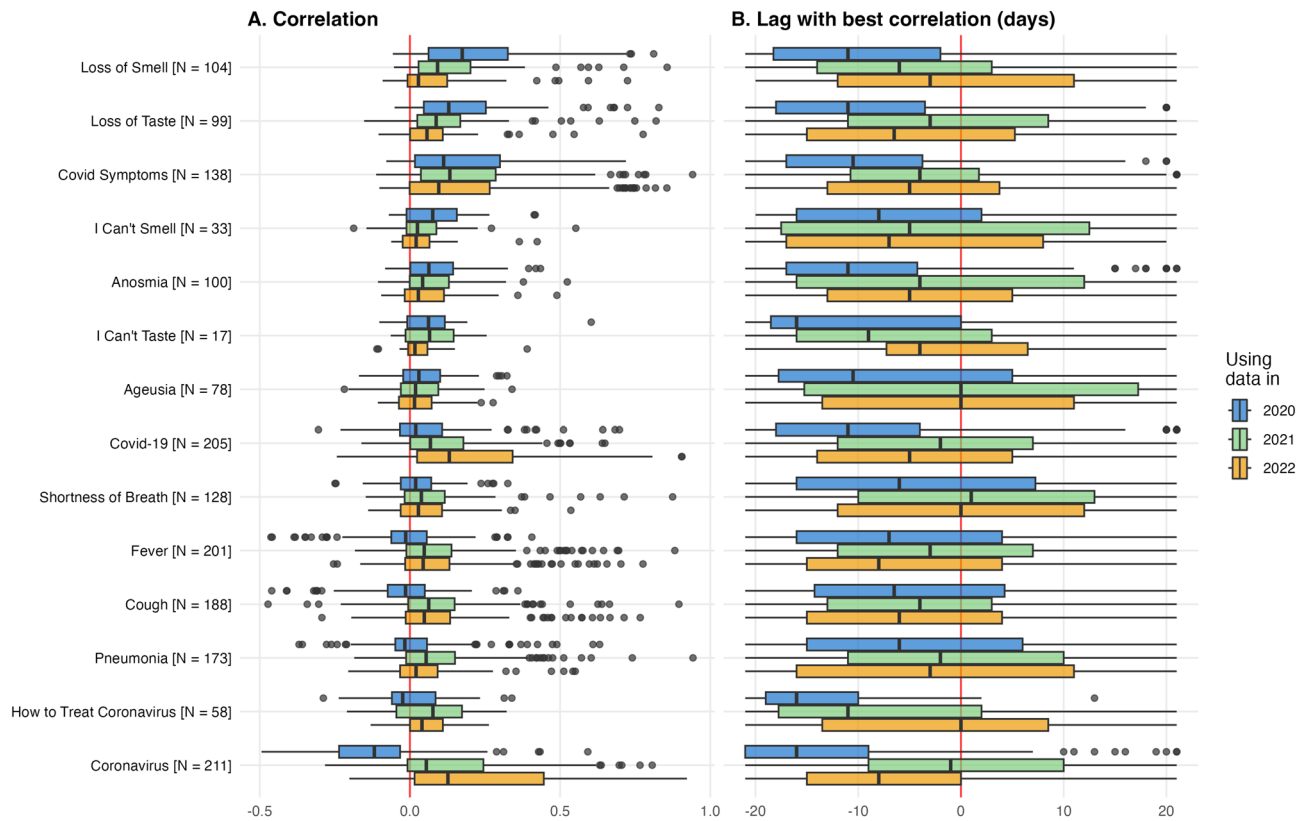 A. Correlation
B. Lag with best correlation (days)
Loss of Smell [N = 104]
Loss of Taste [N = 99]
Covid Symptoms [N = 138]
I Can't Smell [N = 33]
Anosmia [N = 100]
I Can't Taste [N = 17]
Ageusia [N = 78]
Covid-19 [N = 205]
Shortness of Breath [N = 128]
Fever [N = 201]
Cough [N = 188]
Pneumonia [N = 173]
How to Treat Coronavirus [N = 58]
Coronavirus [N = 211]
-0.5 0.0 0.5 1.0
-20 -10 0 10 20
Using
data in
2020
2021
2022